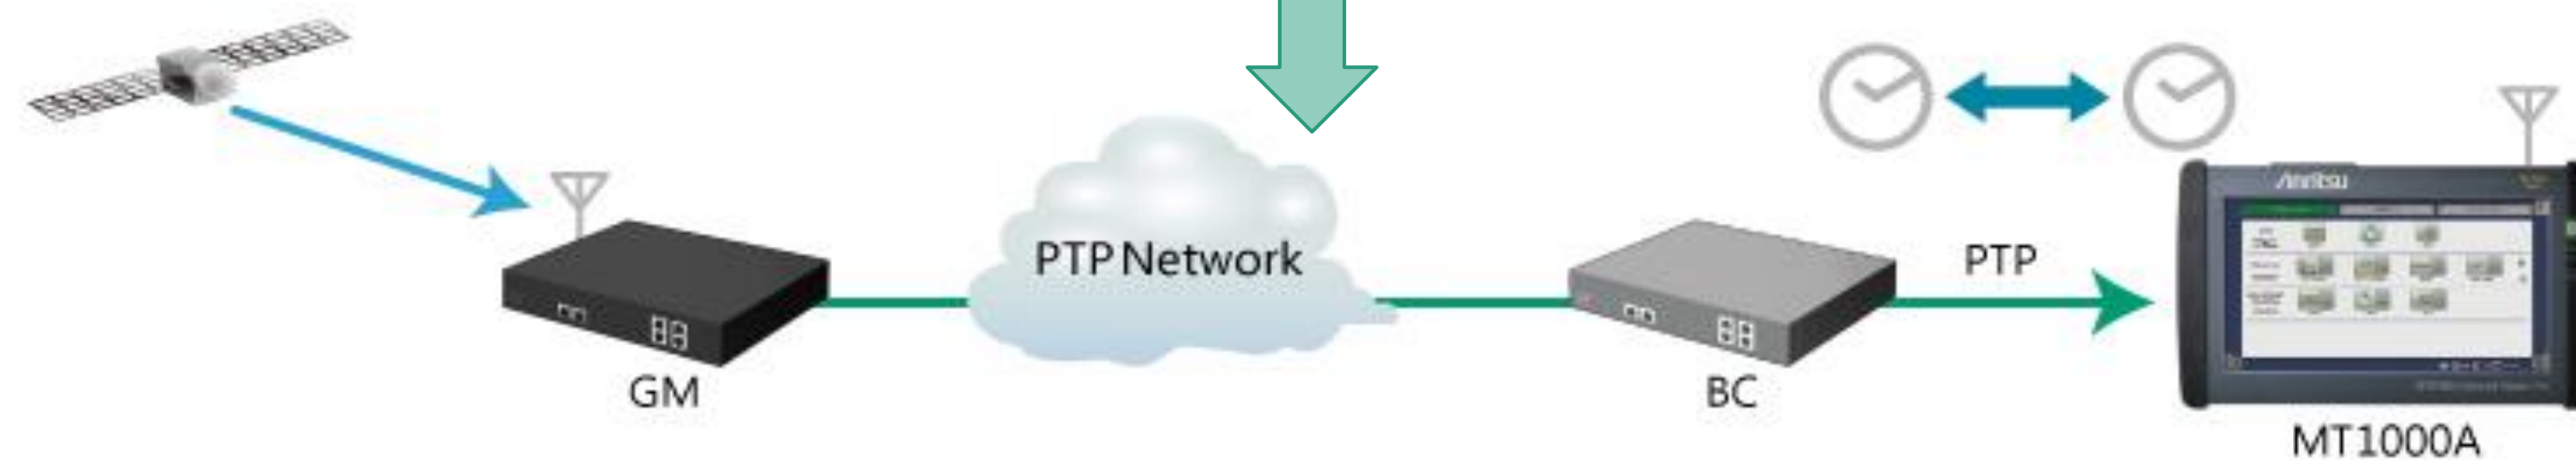 Anritsu
PTP Network
PTP
GM
BC
MT1000A